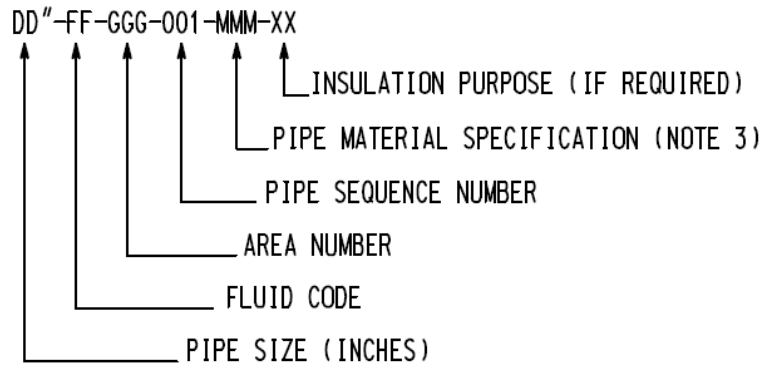 DD"-FF-GGG-001-MMM-XX
INSULATION PURPOSE (IF REQUIRED)
PIPE MATERIAL SPECIFICATION (NOTE 3)
PIPE SEQUENCE NUMBER
AREA NUMBER
FLUID CODE
PIPE SIZE (INCHES)